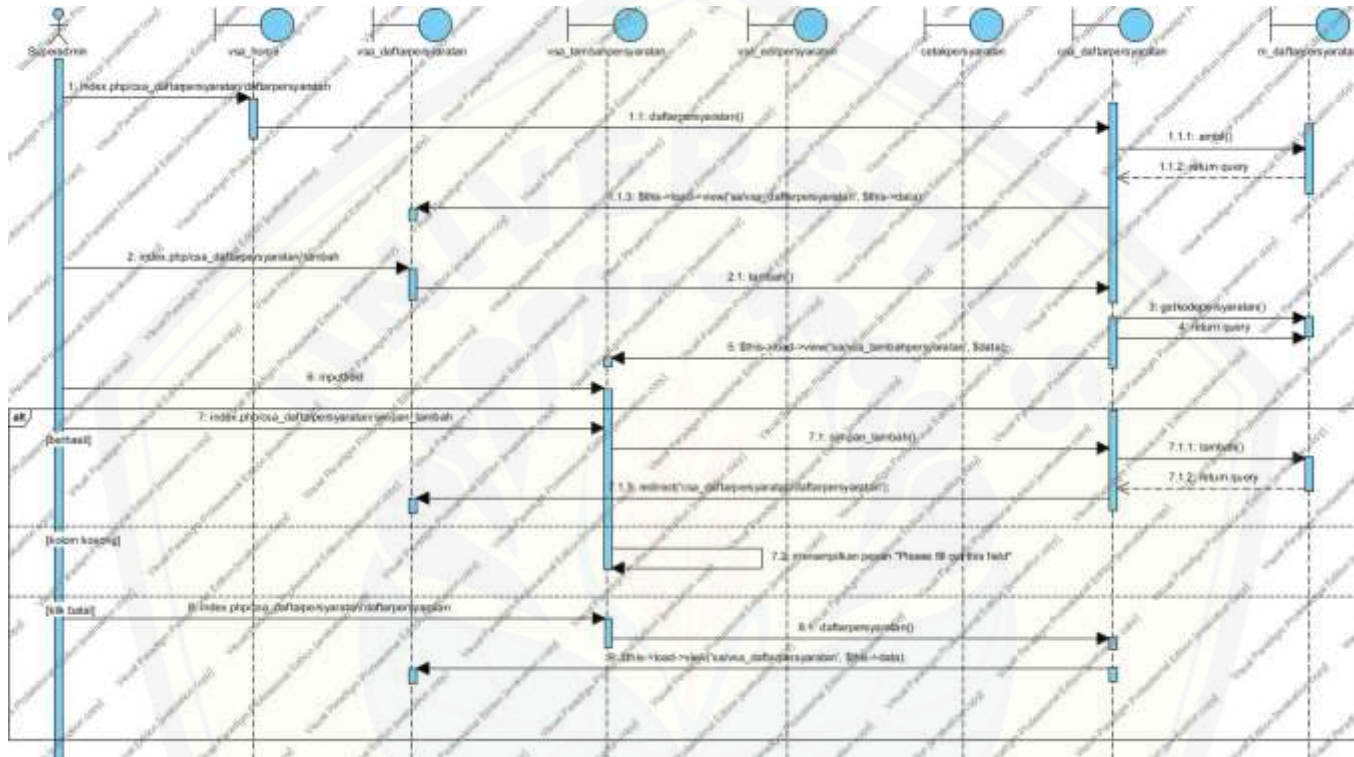 Superadmin
vsa_home
vsa_daftarpersyaratan
vsa_tambahpersyaratan
vsa_editpersyaratan
cetakpersyaratan
csa_daftarpersyaratan
m_daftarpersyaratan
1: index.php/csa_daftarpersyaratan/daftarpersyaratan
1.1: daftarpersyaratan()
1.1.1: ambil()
1.1.2: return query
1.1.3: $this->load->view('sa/vsa_daftarpersyaratan', $this->data)
2: index.php/csa_daftarpersyaratan/tambah
2.1: tambah()
3: getkodepersyaratan()
4: return query
5: $this->load->view('sa/vsa_tambahpersyaratan', $data);
6: input
alt
7: index.php/csa_daftarpersyaratan/simpan_tambah
[berhasil]
7.1: simpan_tambah()
7.1.1: tambah()
7.1.2: return query
7.1.3: redirect('csa_daftarpersyaratan/daftarpersyaratan');
[kolom kosong]
7.2: menampilkan pesan "Please fill out this field"
[klik batal]
8: index.php/csa_daftarpersyaratan/daftarpersyaratan
8.1: daftarpersyaratan()
9: $this->load->view('sa/vsa_daftarpersyaratan', $this->data)
UNIVERSITAS